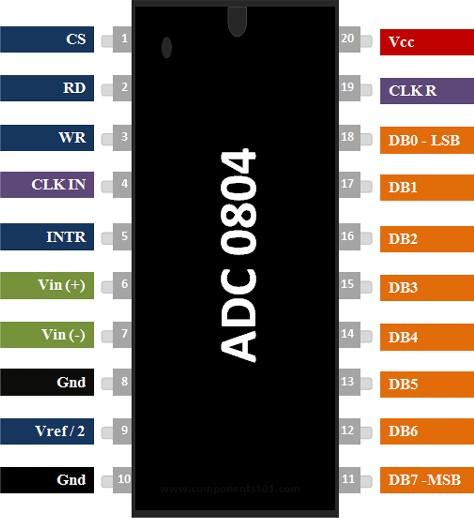 CS 1 20 Vcc
RD 2 19 CLK R
WR 3 18 DB0 - LSB
CLK IN 4 17 DB1
INTR 5 16 DB2
Vin (+) 6 15 DB3
Vin (-) 7 14 DB4
Gnd 8 13 DB5
Vref / 2 9 12 DB6
Gnd 10 11 DB7 -MSB
ADC 0804
www.components101.com